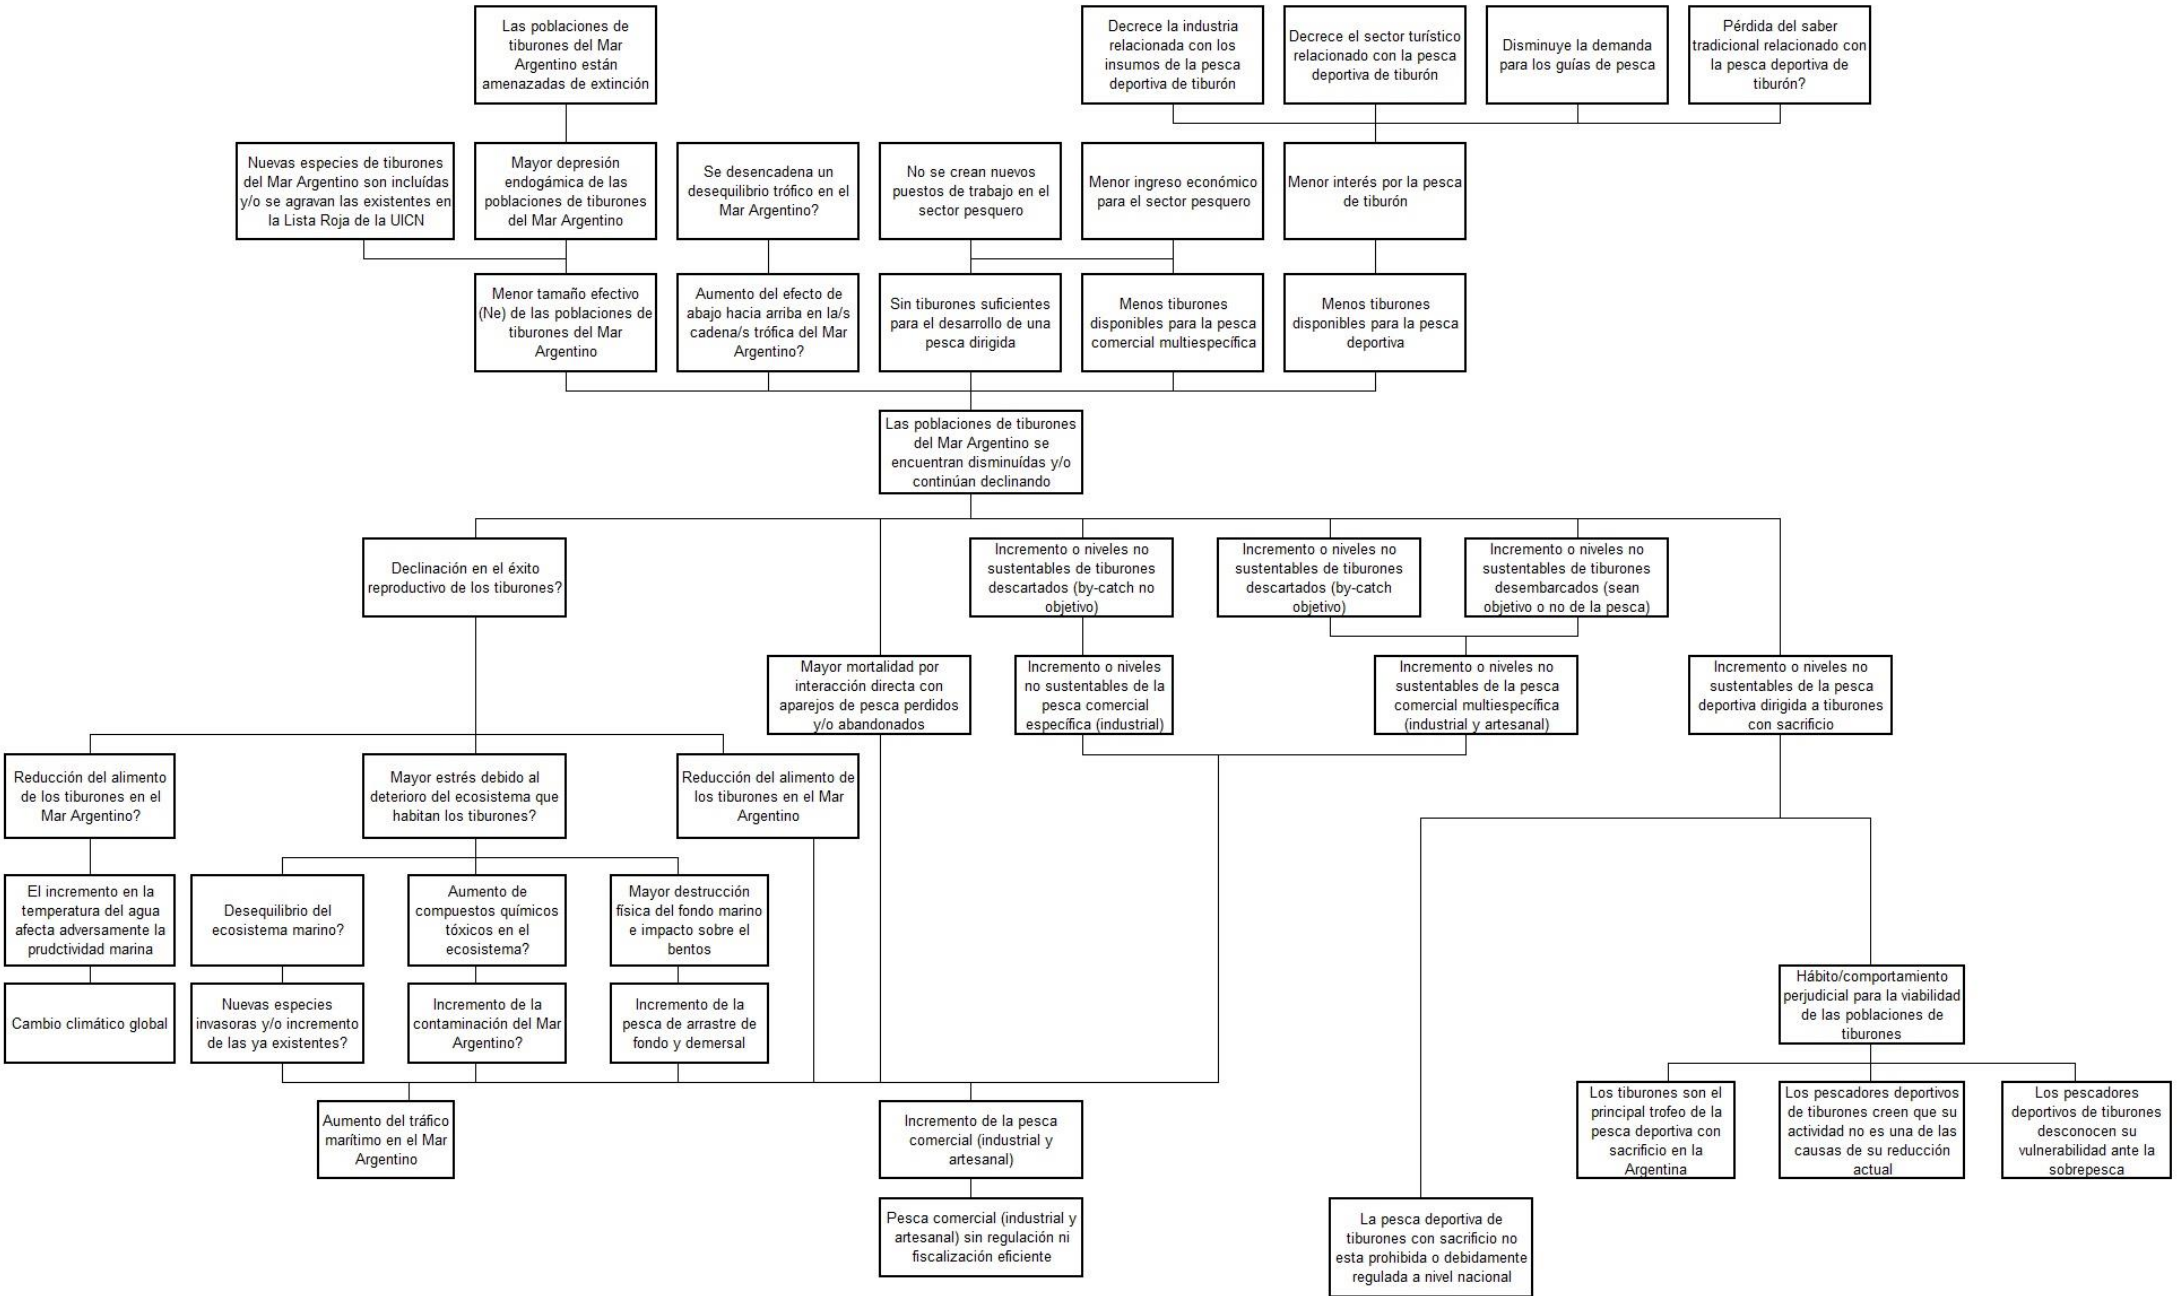 Las poblaciones de
tiburones del Mar
Argentino están
amenazadas de extinción
Decrece la industria
relacionada con los
insumos de la pesca
deportiva de tiburón
Decrece el sector turístico
relacionado con la pesca
deportiva de tiburón
Disminuye la demanda
para los guías de pesca
Pérdida del saber
tradicional relacionado con
la pesca deportiva de
tiburón?
Nuevas especies de tiburones
del Mar Argentino son incluídas
y/o se agravan las existentes en
la Lista Roja de la UICN
Mayor depresión
endogámica de las
poblaciones de tiburones
del Mar Argentino
Se desencadena un
desequilibrio trófico en el
Mar Argentino?
No se crean nuevos
puestos de trabajo en el
sector pesquero
Menor ingreso económico
para el sector pesquero
Menor interés por la pesca
de tiburón
Menor tamaño efectivo
(Ne) de las poblaciones de
tiburones del Mar
Argentino
Aumento del efecto de
abajo hacia arriba en la/s
cadena/s trófica del Mar
Argentino?
Sin tiburones suficientes
para el desarrollo de una
pesca dirigida
Menos tiburones
disponibles para la pesca
comercial multiespecífica
Menos tiburones
disponibles para la pesca
deportiva
Las poblaciones de tiburones
del Mar Argentino se
encuentran disminuídas y/o
continúan declinando
Declinación en el éxito
reproductivo de los tiburones?
Incremento o niveles no
sustentables de tiburones
descartados (by-catch no
objetivo)
Incremento o niveles no
sustentables de tiburones
descartados (by-catch
objetivo)
Incremento o niveles no
sustentables de tiburones
desembarcados (sean
objetivo o no de la pesca)
Mayor mortalidad por
interacción directa con
aparejos de pesca perdidos
y/o abandonados
Incremento o niveles
no sustentables de la
pesca comercial
específica (industrial)
Incremento o niveles no
sustentables de la pesca
comercial multiespecífica
(industrial y artesanal)
Incremento o niveles no
sustentables de la pesca
deportiva dirigida a tiburones
con sacrificio
Reducción del alimento
de los tiburones en el
Mar Argentino?
Mayor estrés debido al
deterioro del ecosistema que
habitan los tiburones?
Reducción del alimento de
los tiburones en el Mar
Argentino
El incremento en la
temperatura del agua
afecta adversamente la
prudctividad marina
Desequilibrio del
ecosistema marino?
Aumento de
compuestos químicos
tóxicos en el
ecosistema?
Mayor destrucción
física del fondo marino
e impacto sobre el
bentos
Cambio climático global
Nuevas especies
invasoras y/o incremento
de las ya existentes?
Incremento de la
contaminación del Mar
Argentino?
Incremento de la
pesca de arrastre de
fondo y demersal
Hábito/comportamiento
perjudicial para la viabilidad
de las poblaciones de
tiburones
Aumento del tráfico
marítimo en el Mar
Argentino
Incremento de la pesca
comercial (industrial y
artesanal)
Los tiburones son el
principal trofeo de la
pesca deportiva con
sacrificio en la
Argentina
Los pescadores deportivos
de tiburones creen que su
actividad no es una de las
causas de su reducción
actual
Los pescadores
deportivos de tiburones
desconocen su
vulnerabilidad ante la
sobrepesca
Pesca comercial (industrial y
artesanal) sin regulación ni
fiscalización eficiente
La pesca deportiva de
tiburones con sacrificio no
esta prohibida o debidamente
regulada a nivel nacional